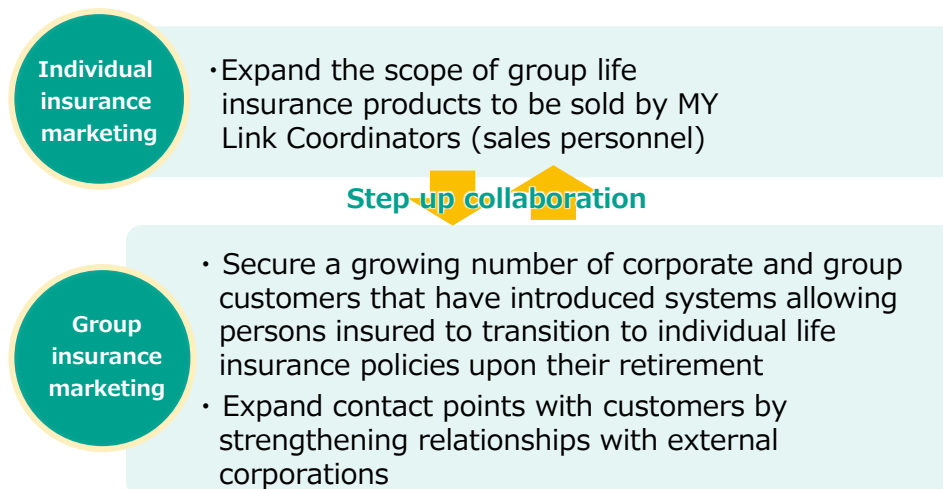 Individual
insurance
marketing
・Expand the scope of group life
insurance products to be sold by MY
Link Coordinators (sales personnel)
Step up collaboration
Group
insurance
marketing
・ Secure a growing number of corporate and group
customers that have introduced systems allowing
persons insured to transition to individual life
insurance policies upon their retirement
・ Expand contact points with customers by
strengthening relationships with external
corporations